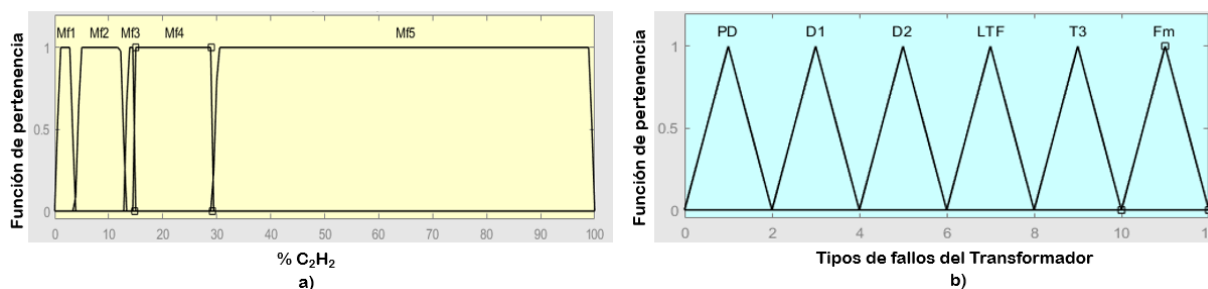 Función de pertenencia
Mf1 Mf2 Mf3 Mf4 Mf5
1
0.5
0
0 10 20 30 40 50 60 70 80 90 100
% C₂H₂
a)
Función de pertenencia
PD D1 D2 LTF T3 Fm
1
0.5
0
0 2 4 6 8 10 12
Tipos de fallos del Transformador
b)